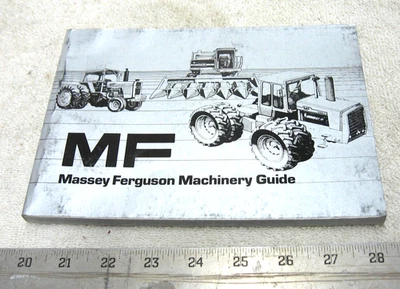 MF
Massey Ferguson Machinery Guide
20 21 22 23 24 25 26 27 28